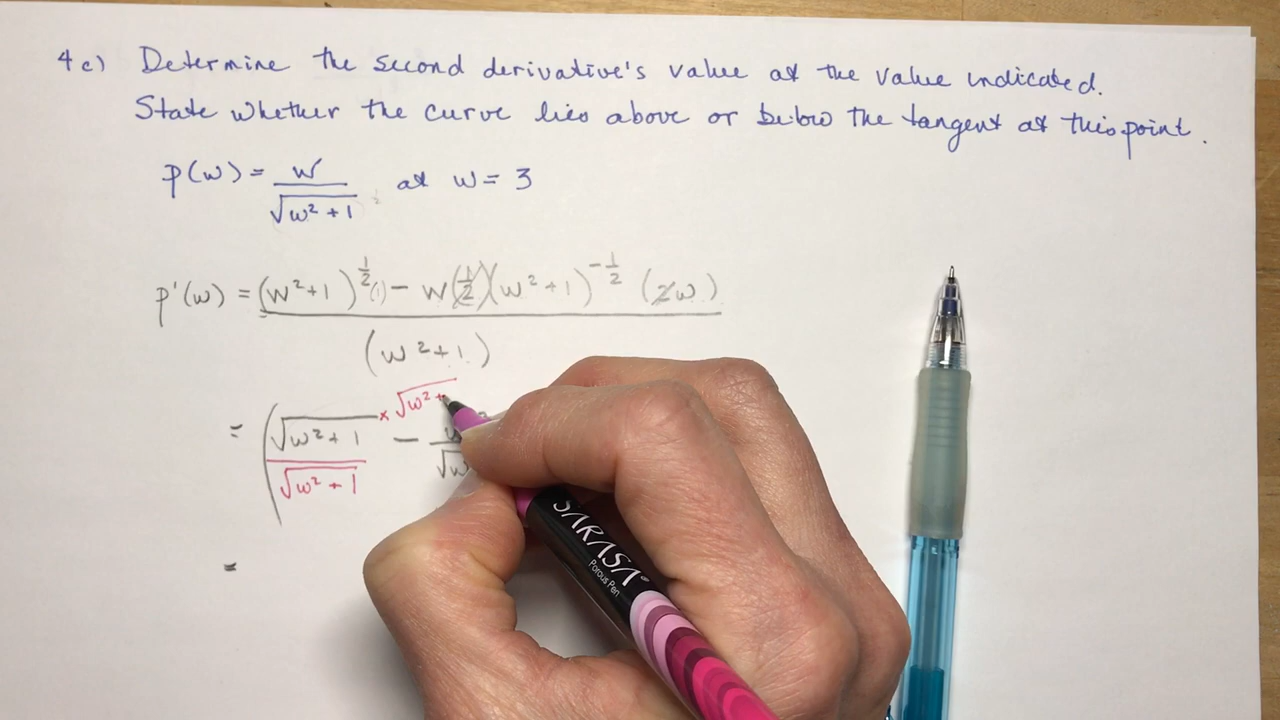 4c) Determine the second derivative's value at the value indicated.
State whether the curve lies above or below the tangent at this point.
p(w) = w / √(w² + 1) at w = 3
p'(w) = (w²+1)^(1/2) (1) − w(1/2)(w²+1)^(−1/2) (2w)
(w²+1)
= (√(w²+1) × √(w² + −
√(w²+1) √w
=
SARASA®
Porous Pen